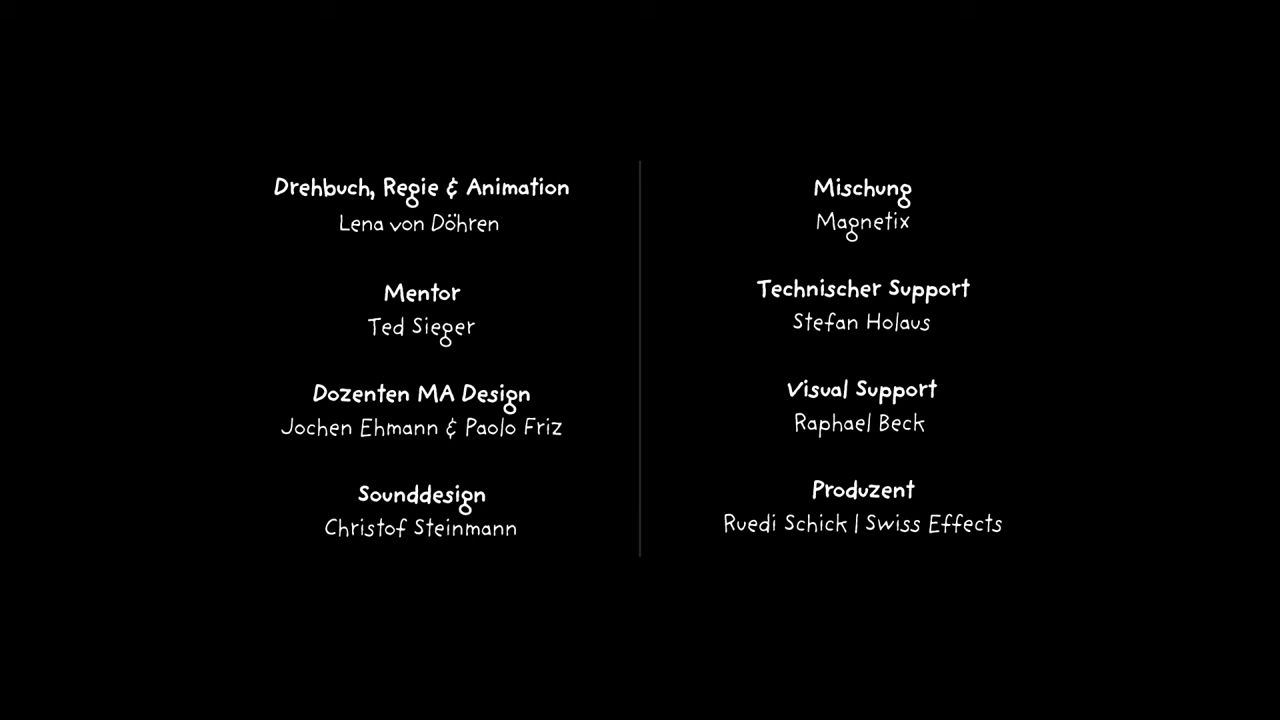 Drehbuch, Regie & Animation
Lena von Döhren
Mentor
Ted Sieger
Dozenten MA Design
Jochen Ehmann & Paolo Friz
Sounddesign
Christof Steinmann
Mischung
Magnetix
Technischer Support
Stefan Holaus
Visual Support
Raphael Beck
Produzent
Ruedi Schick | Swiss Effects